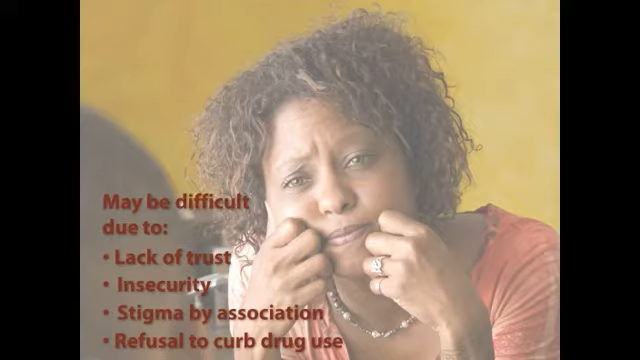 May be difficult
due to:
• Lack of trust
• Insecurity
• Stigma by association
• Refusal to curb drug use